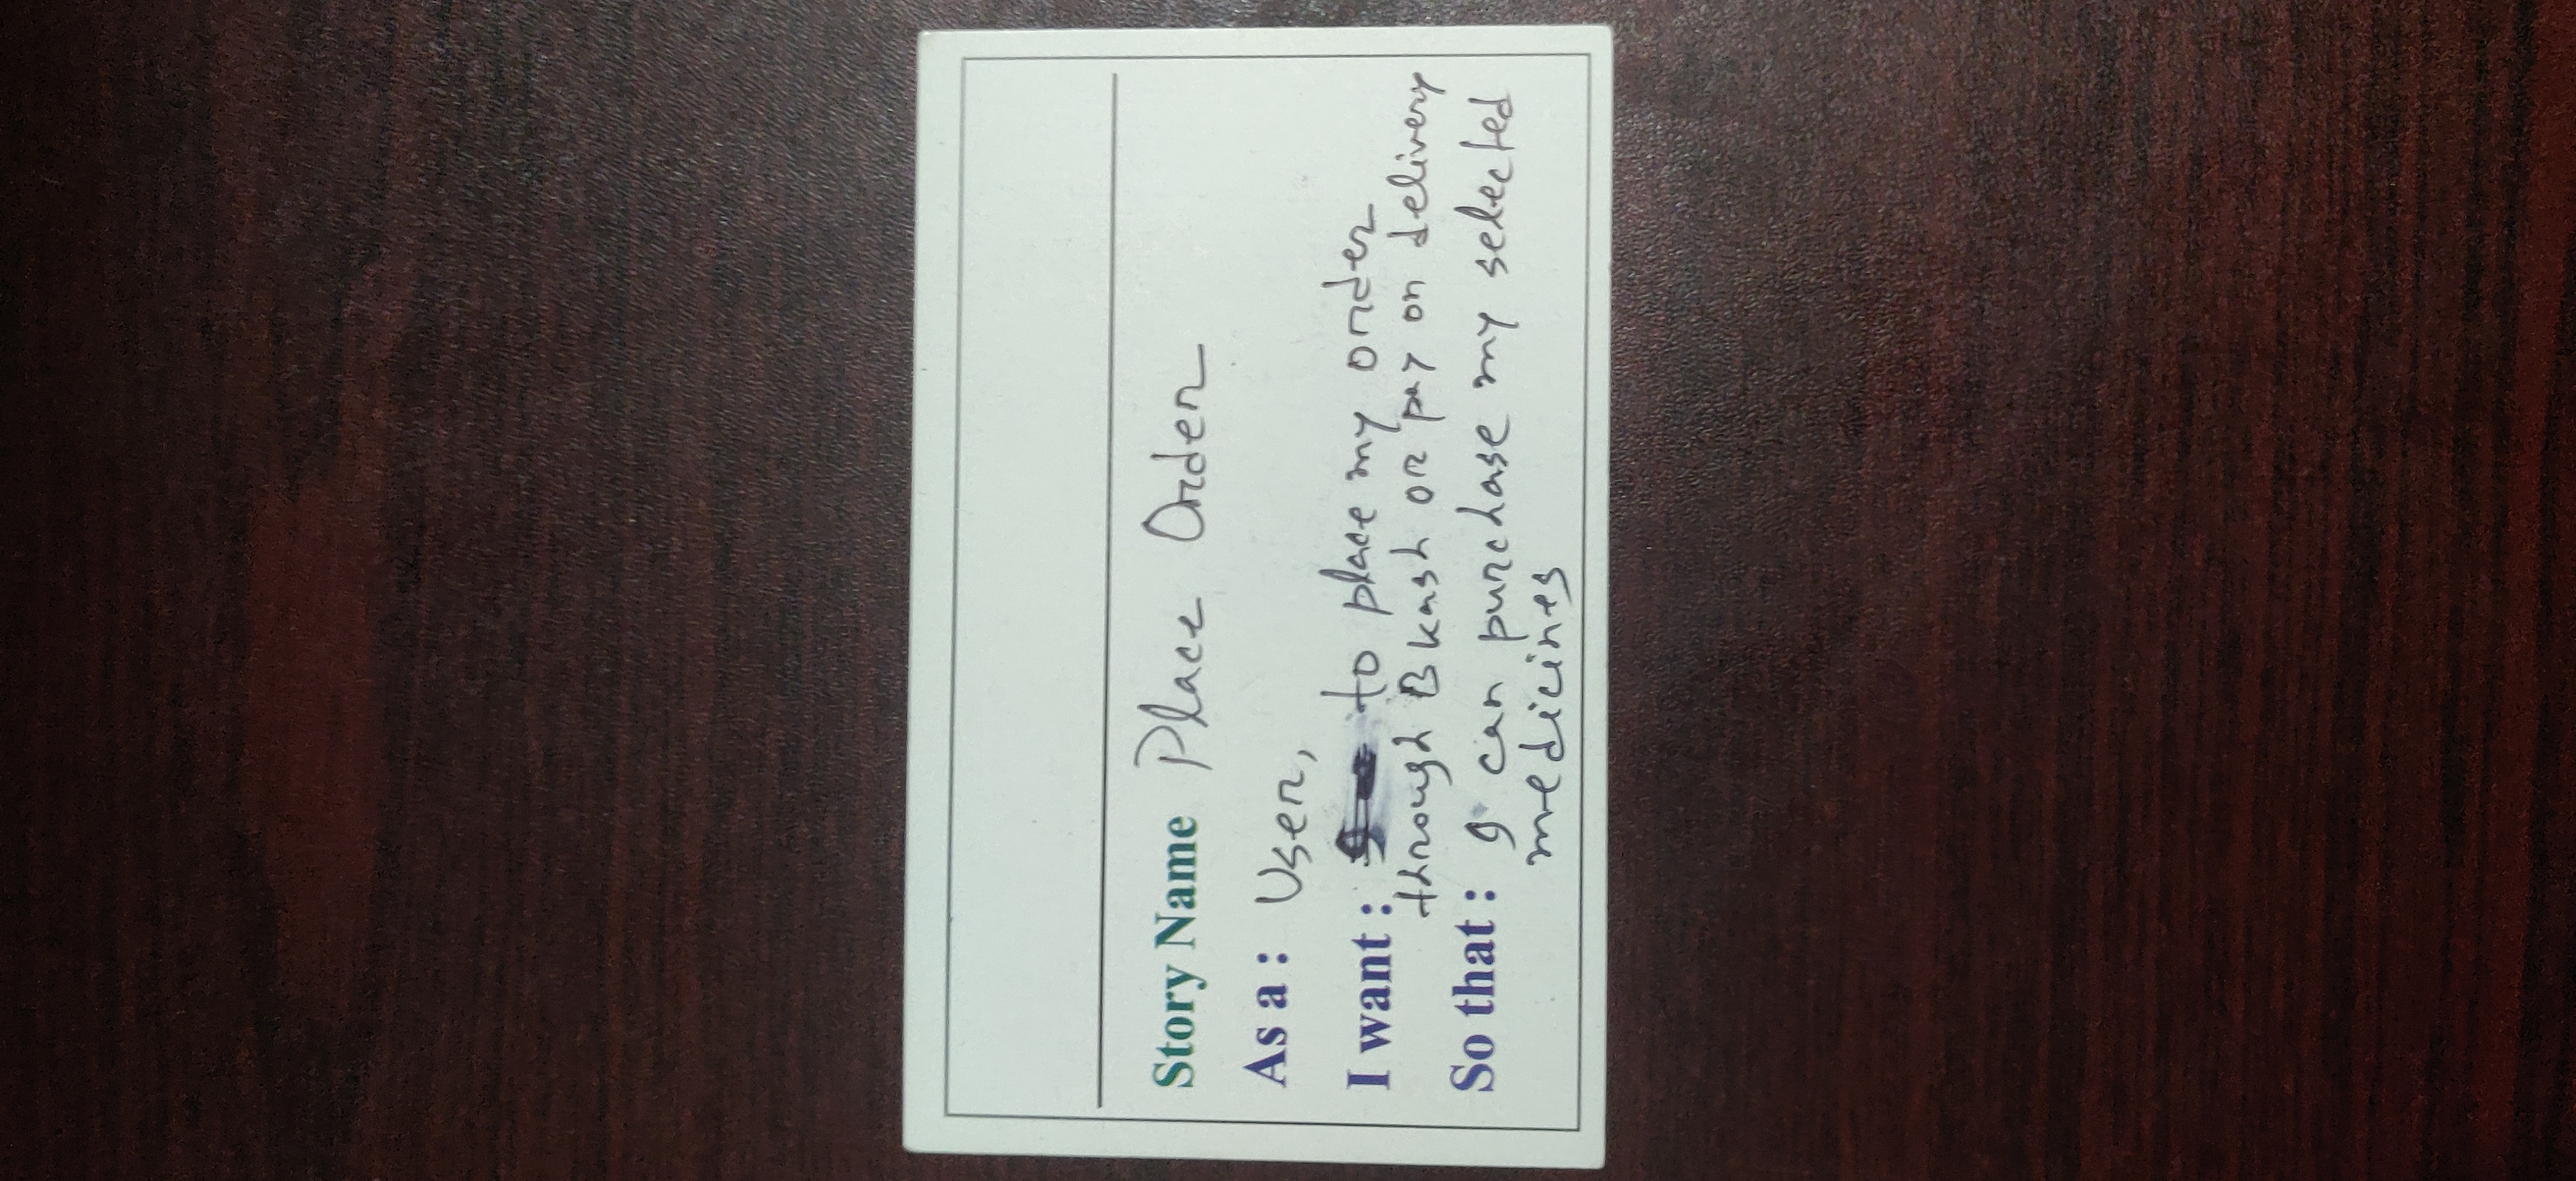 Story Name Place Order
As a : User,
I want : to place my order
through Bkash or pay on delivery
So that : I can purchase my selected
medicines